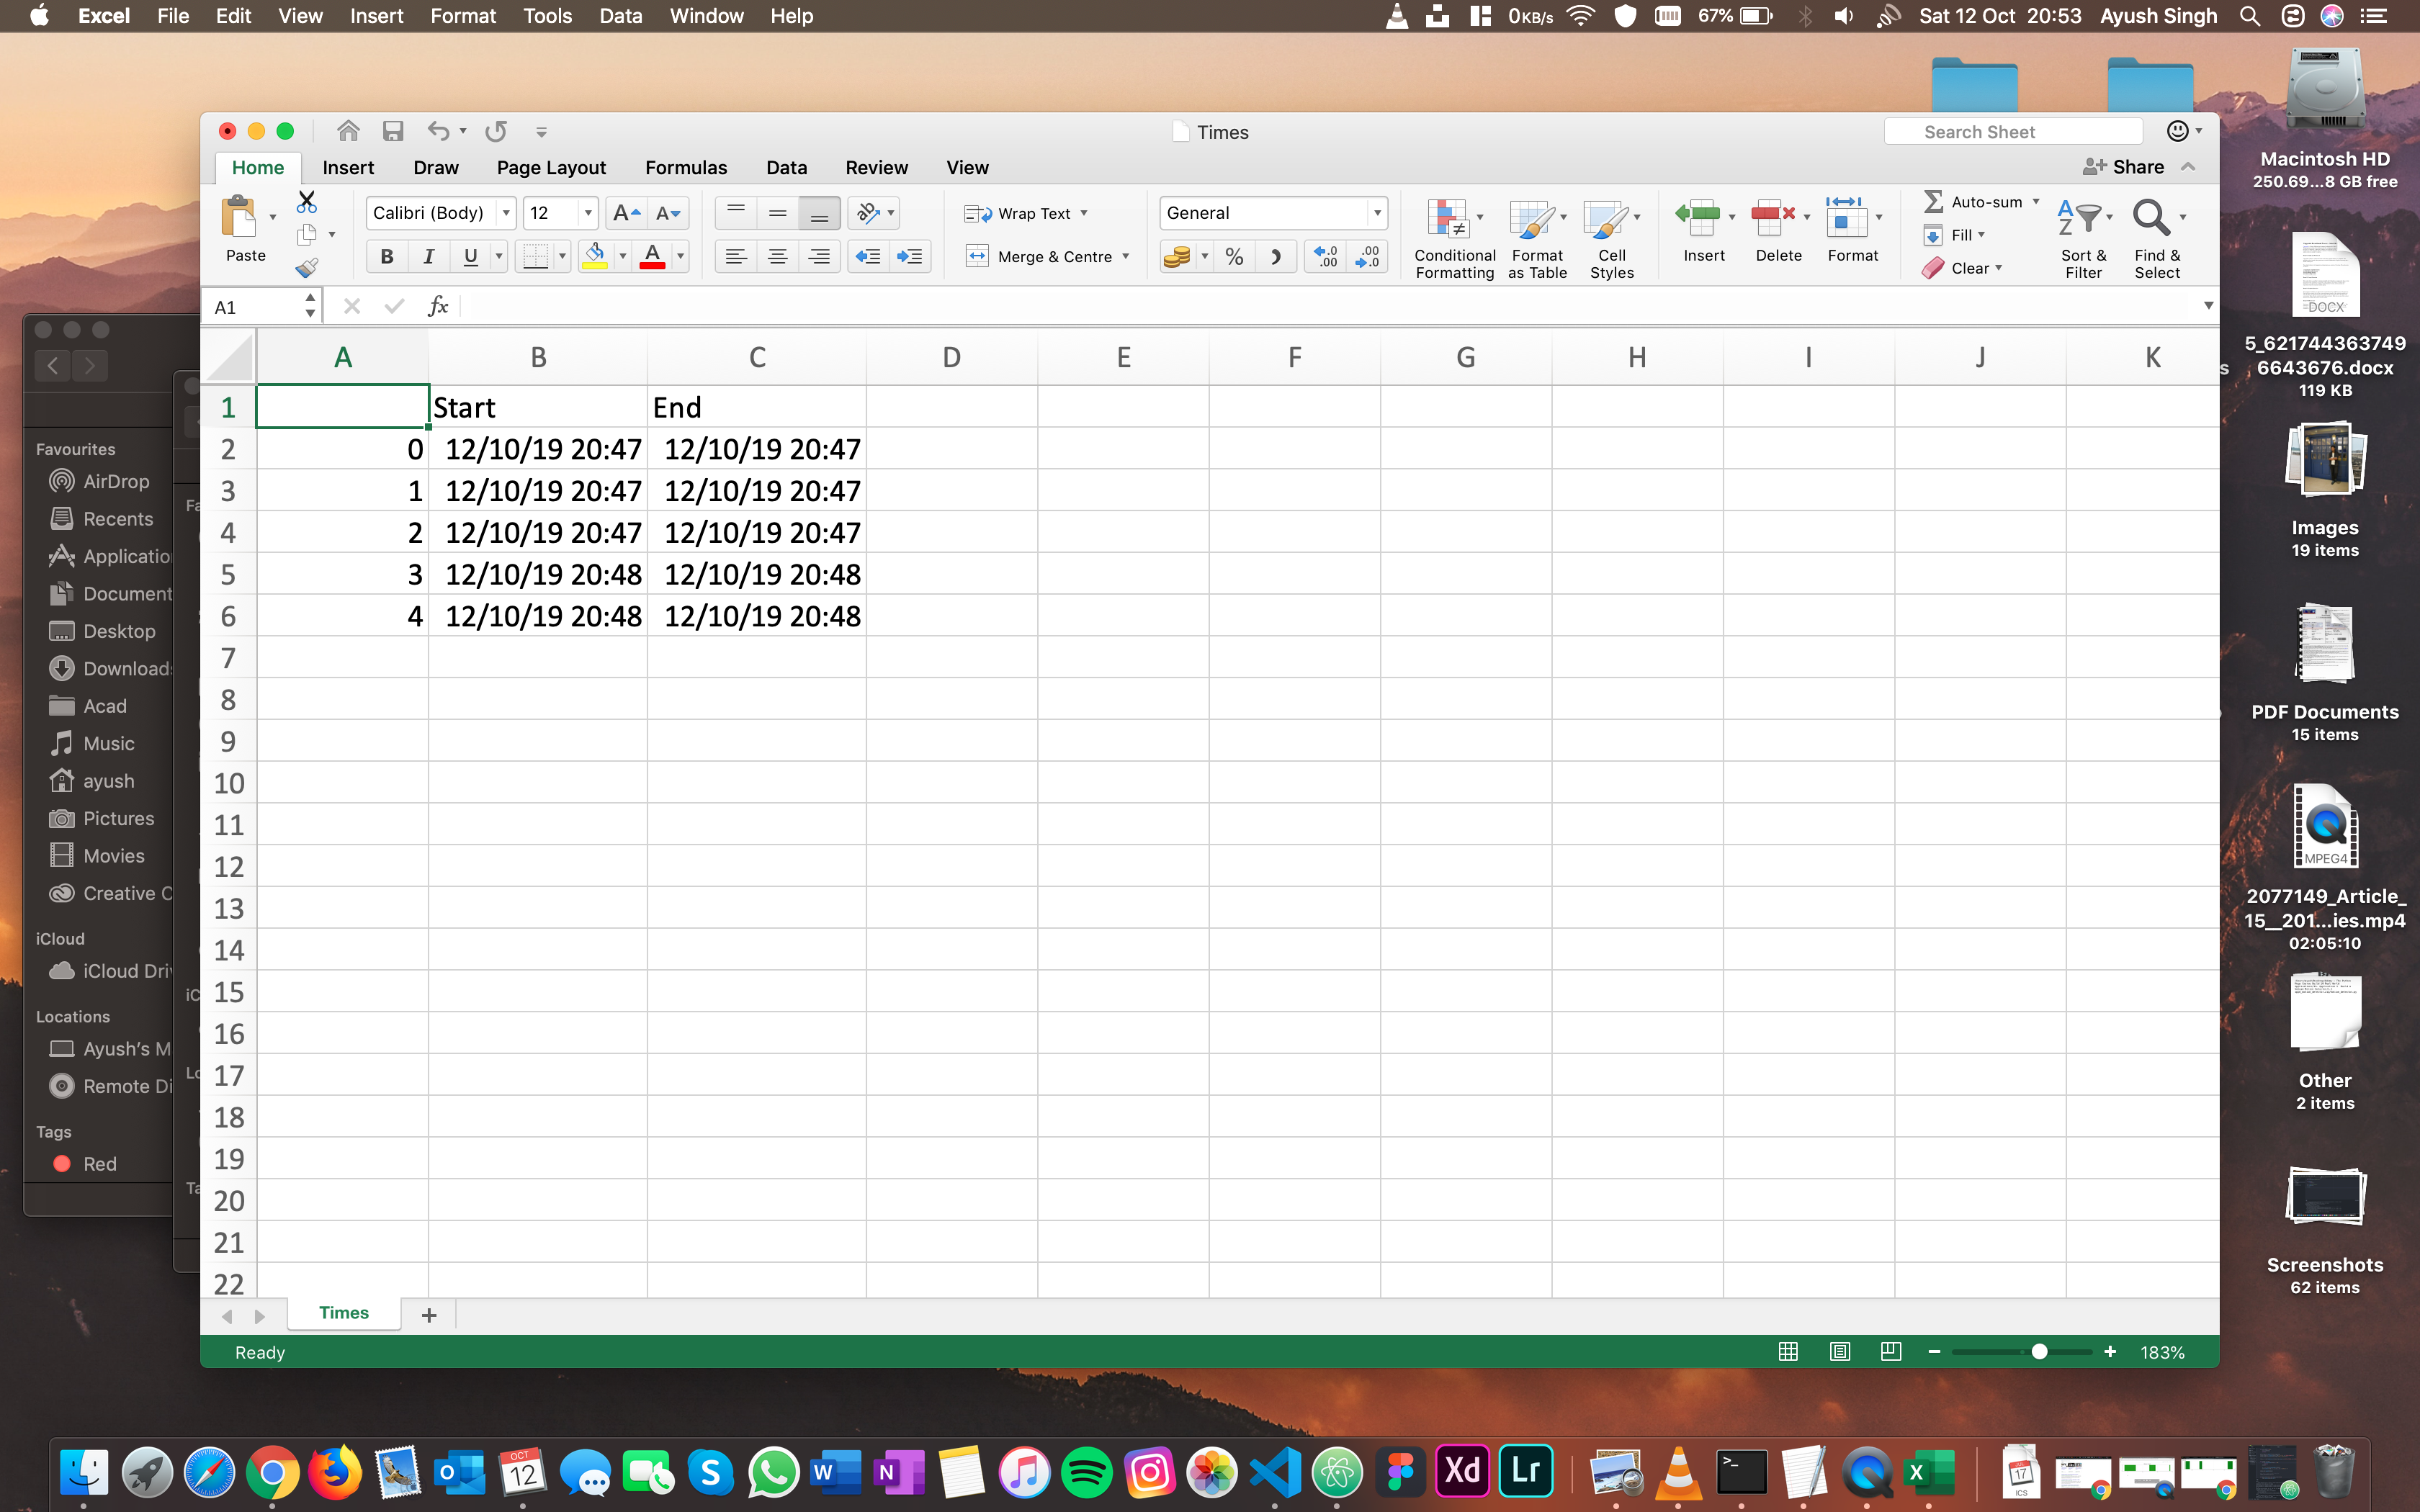 Excel File Edit View Insert Format Tools Data Window Help 0KB/s 67% Sat 12 Oct 20:53 Ayush Singh
Times
Search Sheet
Home Insert Draw Page Layout Formulas Data Review View Share
Paste
Calibri (Body) 12
Wrap Text
General
B I U
Merge & Centre
Conditional Formatting
Format as Table
Cell Styles
Insert
Delete
Format
Auto-sum
Fill
Clear
Sort & Filter
Find & Select
A1 fx
A B C D E F G H I J K
1 Start End
2 0 12/10/19 20:47 12/10/19 20:47
3 1 12/10/19 20:47 12/10/19 20:47
4 2 12/10/19 20:47 12/10/19 20:47
5 3 12/10/19 20:48 12/10/19 20:48
6 4 12/10/19 20:48 12/10/19 20:48
7
8
9
10
11
12
13
14
15
16
17
18
19
20
21
22
Times
Ready
183%
Favourites
AirDrop
Recents
Applicatio
Document
Desktop
Download
Acad
Music
ayush
Pictures
Movies
Creative C
iCloud
iCloud Dri
Locations
Ayush's M
Remote Di
Tags
Red
Macintosh HD
250.69...8 GB free
DOCX
5_621744363749
6643676.docx
119 KB
Images
19 items
PDF Documents
15 items
MPEG4
2077149_Article_
15__201...ies.mp4
02:05:10
Other
2 items
Screenshots
62 items
OCT
12
Xd
Lr
17
ICS